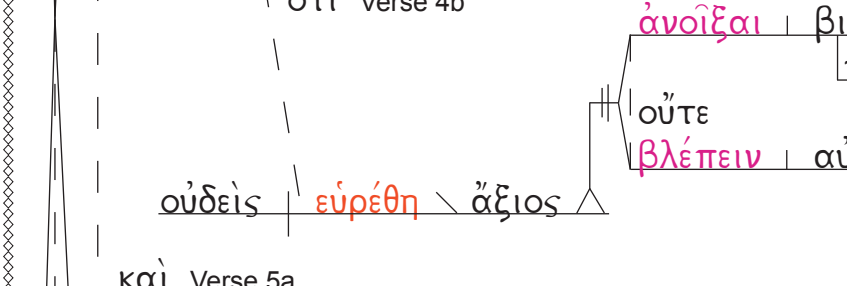 ὅτι Verse 4b
ἀνοῖξαι
οὔτε
βλέπειν
οὐδεὶς εὑρέθη ἄξιος
καὶ Verse 5a